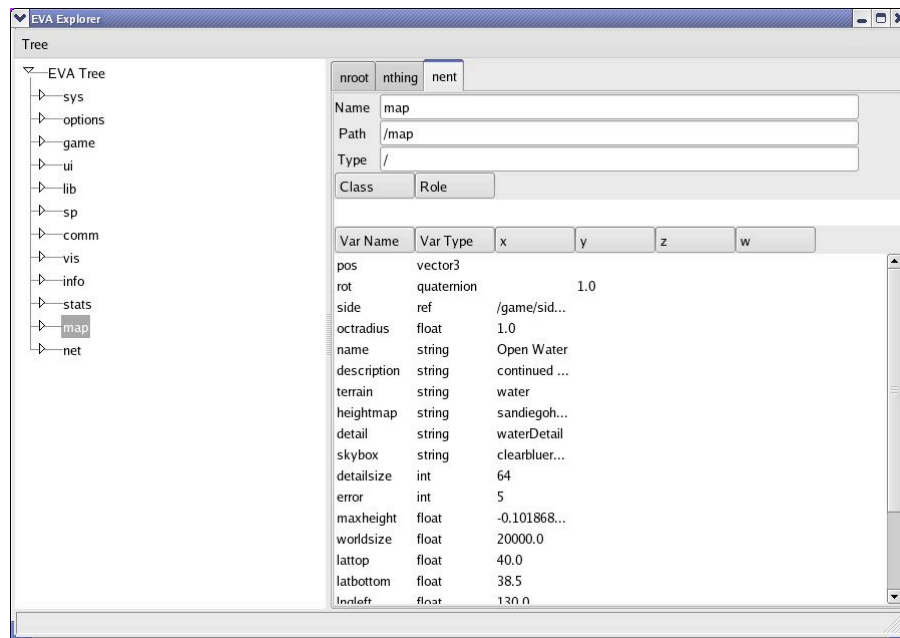 EVA Explorer
Tree
EVA Tree
sys
options
game
ui
lib
sp
comm
vis
info
stats
map
net
nroot nthing nent
Name map
Path /map
Type /
Class Role
Var Name Var Type x y z w
pos vector3
rot quaternion 1.0
side ref /game/sid...
octradius float 1.0
name string Open Water
description string continued ...
terrain string water
heightmap string sandiegoh...
detail string waterDetail
skybox string clearbluer...
detailsize int 64
error int 5
maxheight float -0.101868...
worldsize float 20000.0
lattop float 40.0
latbottom float 38.5
lngleft float 130.0